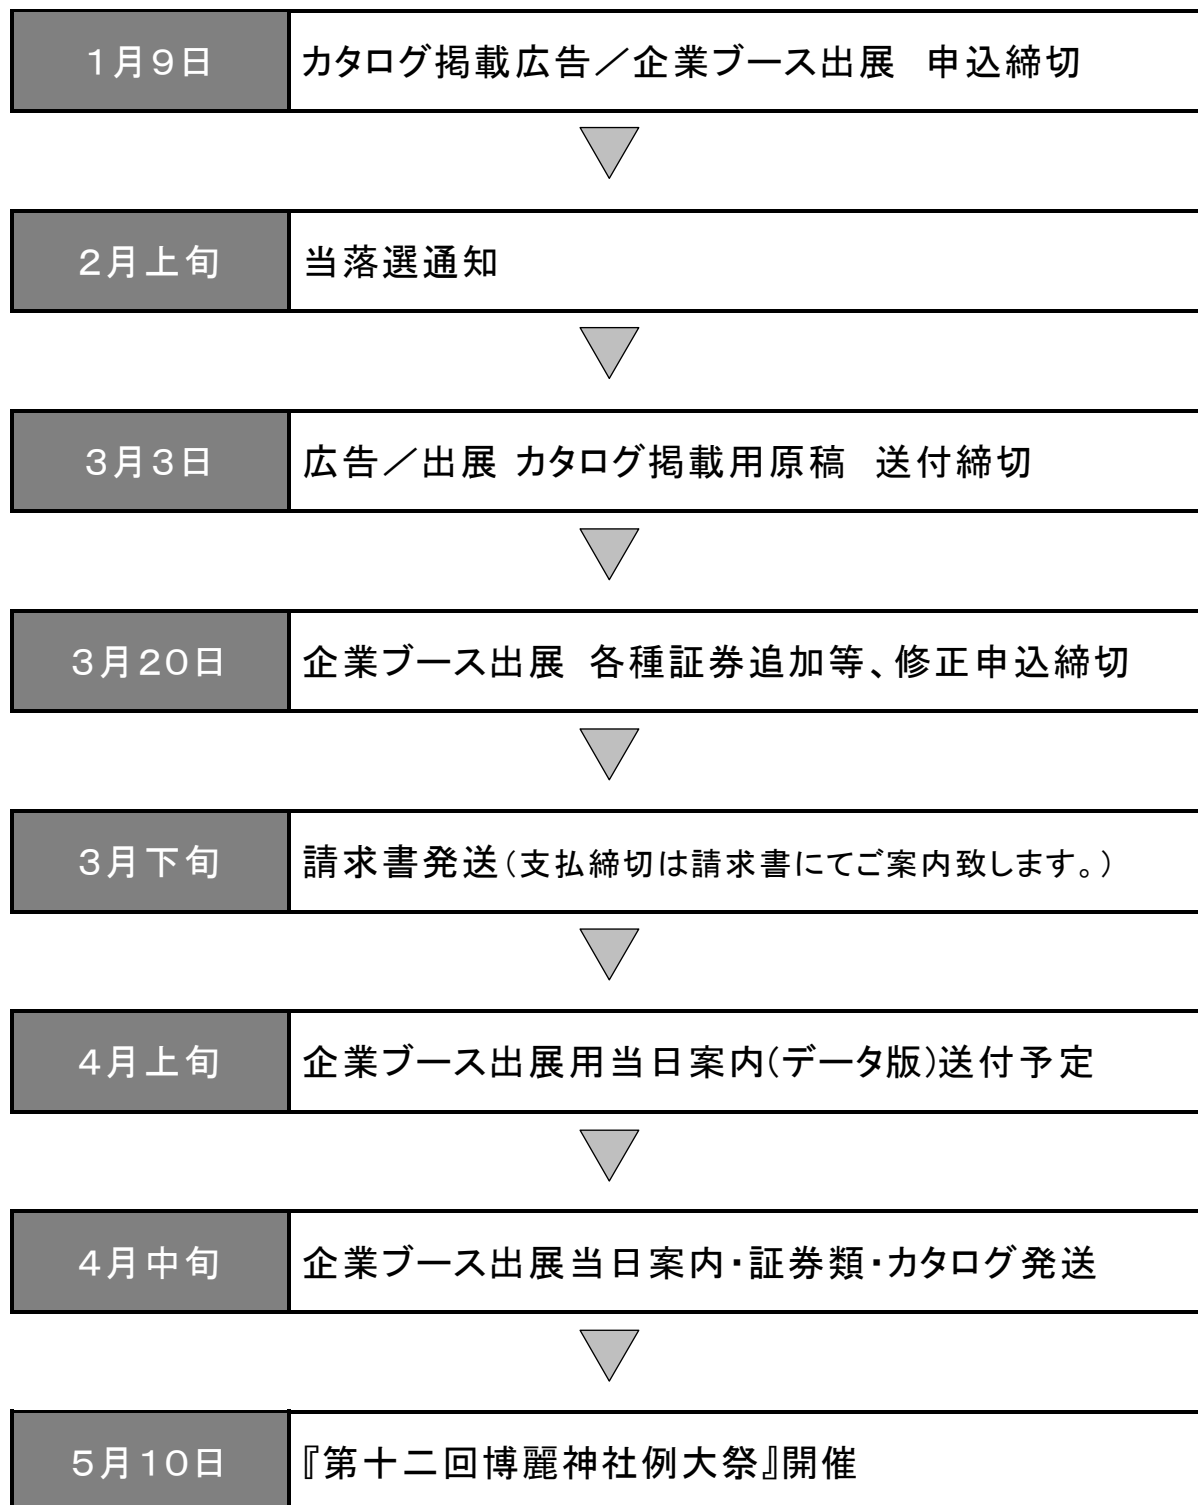 1月9日 カタログ掲載広告／企業ブース出展　申込締切
2月上旬 当落選通知
3月3日 広告／出展 カタログ掲載用原稿　送付締切
3月20日 企業ブース出展 各種証券追加等、修正申込締切
3月下旬 請求書発送（支払締切は請求書にてご案内致します。）
4月上旬 企業ブース出展用当日案内(データ版)送付予定
4月中旬 企業ブース出展当日案内・証券類・カタログ発送
5月10日 『第十二回博麗神社例大祭』開催